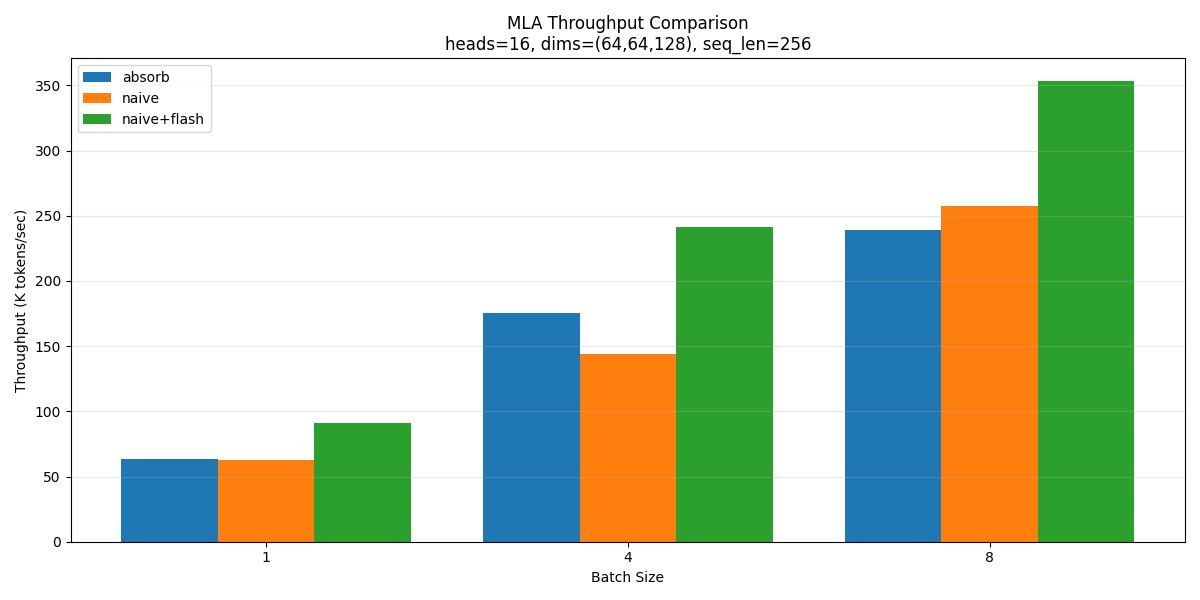 MLA Throughput Comparison
heads=16, dims=(64,64,128), seq_len=256
absorb
naive
naive+flash
Throughput (K tokens/sec)
350
300
250
200
150
100
50
0
1
4
8
Batch Size